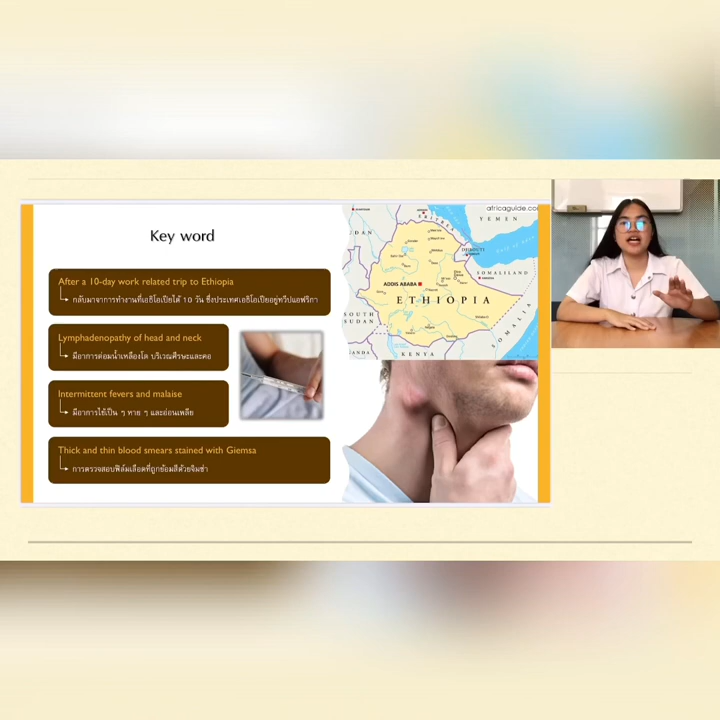 Key word
After a 10-day work related trip to Ethiopia
กลับมาจาการทำงานที่เอธิโอเปียได้ 10 วัน ซึ่งประเทศเอธิโอเปียอยู่ทวีปแอฟริกา
Lymphadenopathy of head and neck
มีอาการต่อมน้ำเหลืองโต บริเวณศีรษะและคอ
Intermittent fevers and malaise
มีอาการไข้เป็น ๆ หาย ๆ และอ่อนเพลีย
Thick and thin blood smears stained with Giemsa
การตรวจสอบฟิล์มเลือดที่ถูกย้อมสีด้วยจิมซ่า
africaguide.co
ERITREA
YEMEN
DAN
DJIBOUTI
Gulf of Aden
SOMALILAND
ADDIS ABABA
ETHIOPIA
SOUTH
SUDAN
SOMALIA
ANDA
KENYA